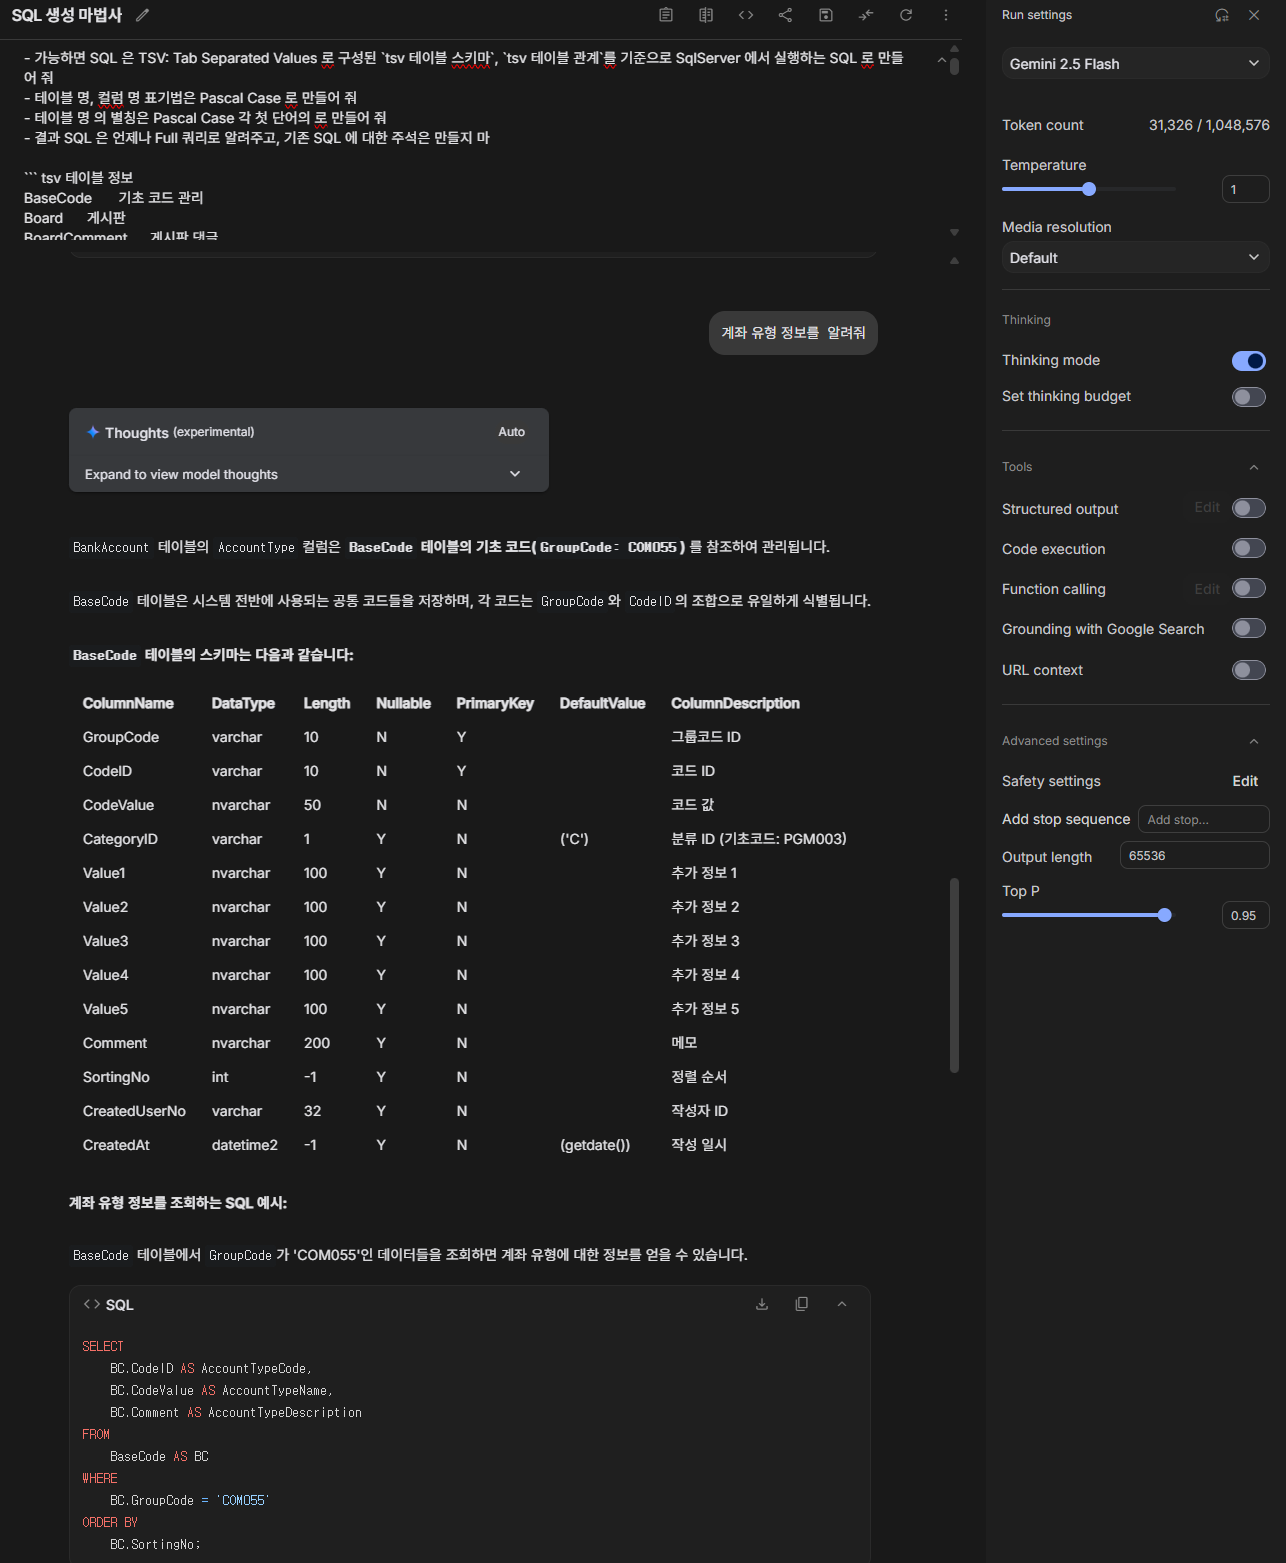 SQL 생성 마법사
- 가능하면 SQL 은 TSV: Tab Separated Values 로 구성된 `tsv 테이블 스키마`, `tsv 테이블 관계`를 기준으로 SqlServer 에서 실행하는 SQL 로 만들
어 줘
- 테이블 명, 컬럼 명 표기법은 Pascal Case 로 만들어 줘
- 테이블 명 의 별칭은 Pascal Case 각 첫 단어의 로 만들어 줘
- 결과 SQL 은 언제나 Full 쿼리로 알려주고, 기존 SQL 에 대한 주석은 만들지 마
``` tsv 테이블 정보
BaseCode 기초 코드 관리
Board 게시판
BoardComment 게시판 댓글
계좌 유형 정보를 알려줘
Thoughts (experimental) Auto
Expand to view model thoughts
BankAccount 테이블의 AccountType 컬럼은 BaseCode 테이블의 기초 코드( GroupCode: COM055 ) 를 참조하여 관리됩니다.
BaseCode 테이블은 시스템 전반에 사용되는 공통 코드들을 저장하며, 각 코드는 GroupCode 와 CodeID 의 조합으로 유일하게 식별됩니다.
BaseCode 테이블의 스키마는 다음과 같습니다:
ColumnName DataType Length Nullable PrimaryKey DefaultValue ColumnDescription
GroupCode varchar 10 N Y 그룹코드 ID
CodeID varchar 10 N Y 코드 ID
CodeValue nvarchar 50 N N 코드 값
CategoryID varchar 1 Y N ('C') 분류 ID (기초코드: PGM003)
Value1 nvarchar 100 Y N 추가 정보 1
Value2 nvarchar 100 Y N 추가 정보 2
Value3 nvarchar 100 Y N 추가 정보 3
Value4 nvarchar 100 Y N 추가 정보 4
Value5 nvarchar 100 Y N 추가 정보 5
Comment nvarchar 200 Y N 메모
SortingNo int -1 Y N 정렬 순서
CreatedUserNo varchar 32 Y N 작성자 ID
CreatedAt datetime2 -1 Y N (getdate()) 작성 일시
계좌 유형 정보를 조회하는 SQL 예시:
BaseCode 테이블에서 GroupCode 가 'COM055'인 데이터들을 조회하면 계좌 유형에 대한 정보를 얻을 수 있습니다.
<> SQL
SELECT
BC.CodeID AS AccountTypeCode,
BC.CodeValue AS AccountTypeName,
BC.Comment AS AccountTypeDescription
FROM
BaseCode AS BC
WHERE
BC.GroupCode = 'COM055'
ORDER BY
BC.SortingNo;
Run settings
Gemini 2.5 Flash
Token count 31,326 / 1,048,576
Temperature
1
Media resolution
Default
Thinking
Thinking mode
Set thinking budget
Tools
Structured output Edit
Code execution
Function calling Edit
Grounding with Google Search
URL context
Advanced settings
Safety settings Edit
Add stop sequence Add stop...
Output length 65536
Top P
0.95